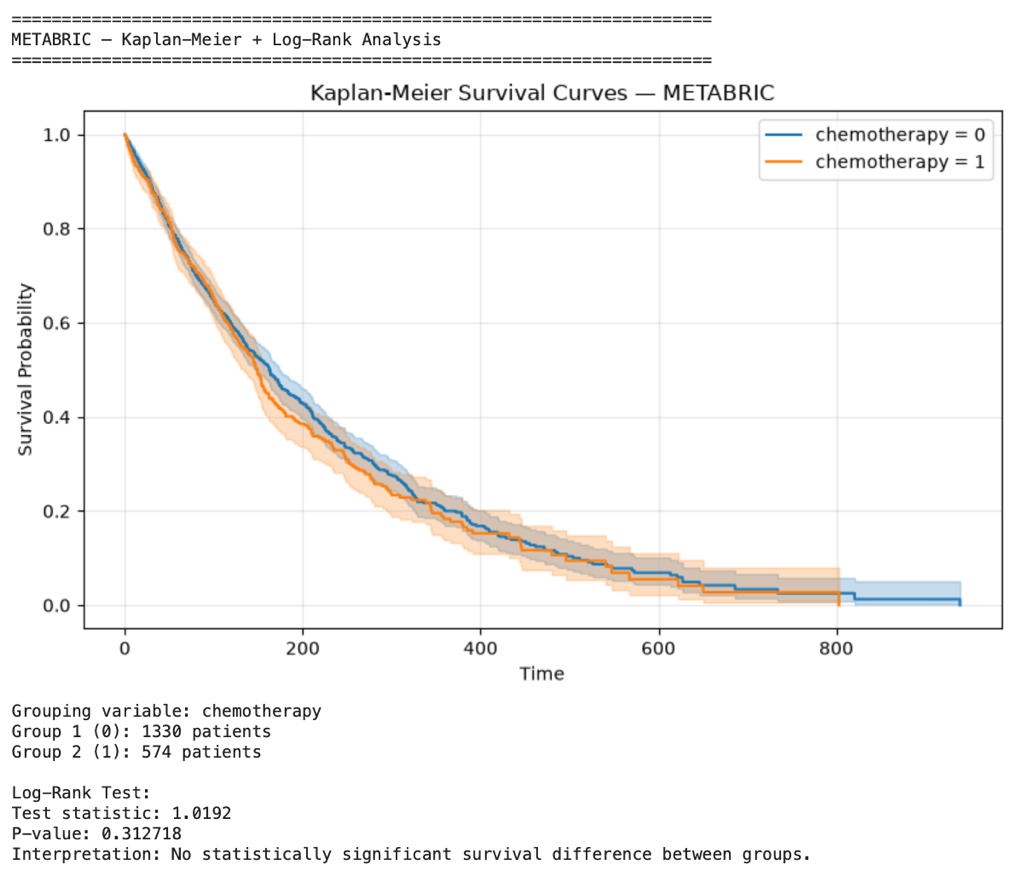 ======================================================================
METABRIC — Kaplan-Meier + Log-Rank Analysis
======================================================================
Kaplan-Meier Survival Curves — METABRIC
chemotherapy = 0
chemotherapy = 1
Survival Probability
1.0
0.8
0.6
0.4
0.2
0.0
0 200 400 600 800
Time
Grouping variable: chemotherapy
Group 1 (0): 1330 patients
Group 2 (1): 574 patients
Log-Rank Test:
Test statistic: 1.0192
P-value: 0.312718
Interpretation: No statistically significant survival difference between groups.